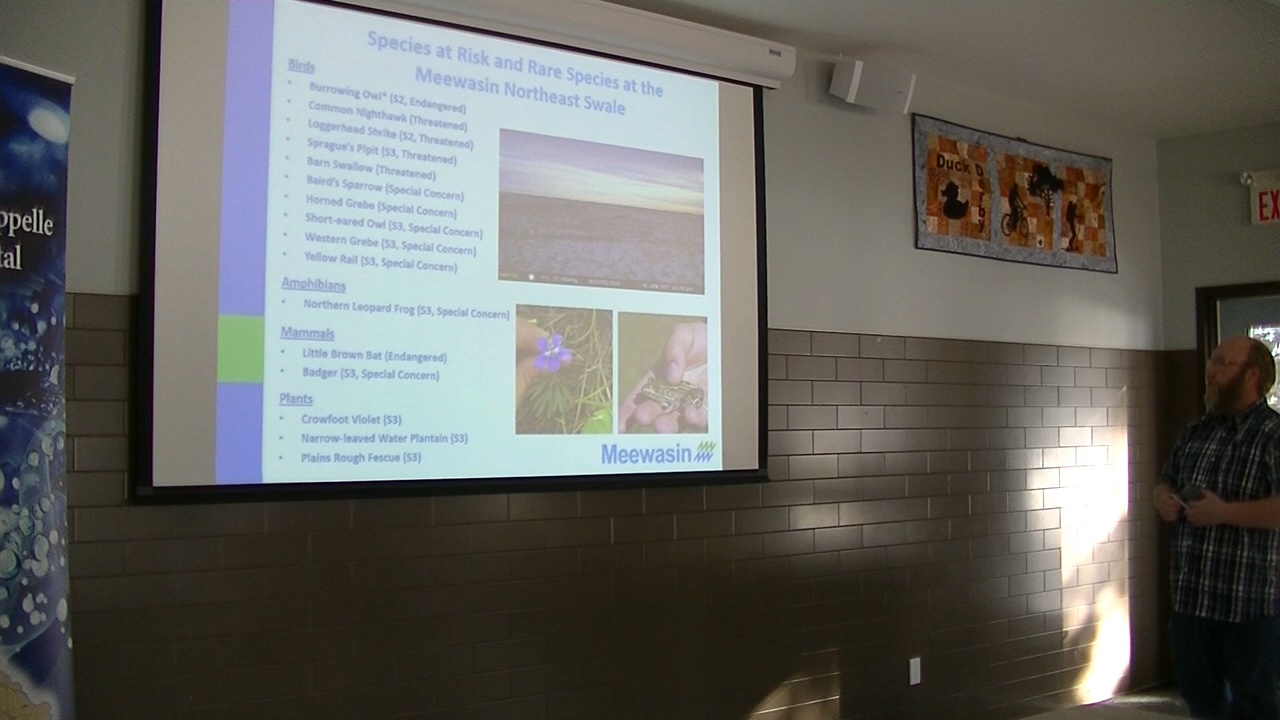 Species at Risk and Rare Species at the
Meewasin Northeast Swale
Birds
• Burrowing Owl* (S2, Endangered)
• Common Nighthawk (Threatened)
• Loggerhead Shrike (S2, Threatened)
• Sprague's Pipit (S3, Threatened)
• Barn Swallow (Threatened)
• Baird's Sparrow (Special Concern)
• Horned Grebe (Special Concern)
• Short-eared Owl (S3, Special Concern)
• Western Grebe (S3, Special Concern)
• Yellow Rail (S3, Special Concern)
Amphibians
• Northern Leopard Frog (S3, Special Concern)
Mammals
• Little Brown Bat (Endangered)
• Badger (S3, Special Concern)
Plants
• Crowfoot Violet (S3)
• Narrow-leaved Water Plantain (S3)
• Plains Rough Fescue (S3)
Meewasin
ppelle
tal
Duck D
by
EX